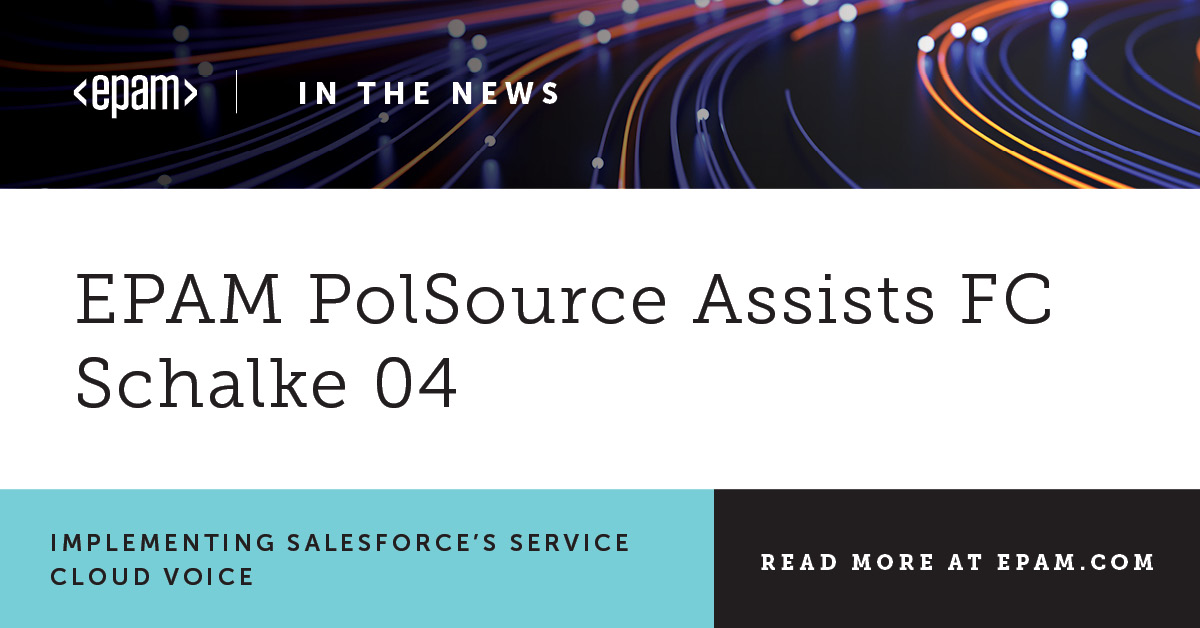 <epam>
IN THE NEWS
EPAM PolSource Assists FC
Schalke 04
IMPLEMENTING SALESFORCE’S SERVICE
CLOUD VOICE
READ MORE AT EPAM.COM